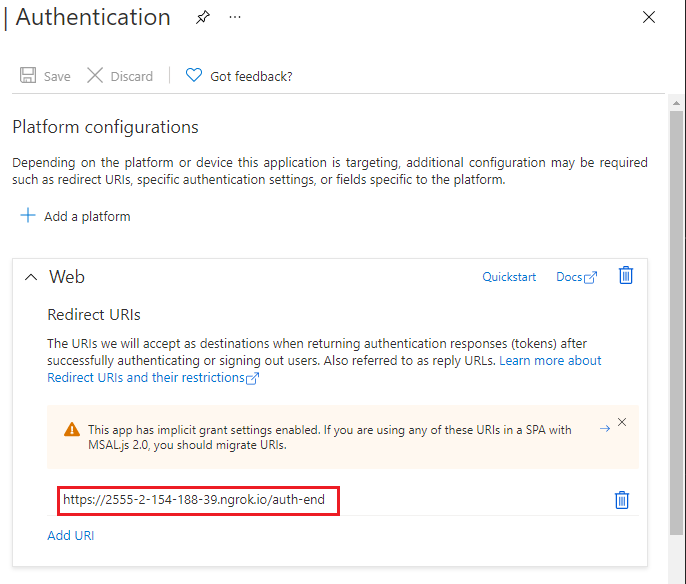 | Authentication ...
Save Discard | Got feedback?
Platform configurations
Depending on the platform or device this application is targeting, additional configuration may be required
such as redirect URIs, specific authentication settings, or fields specific to the platform.
+ Add a platform
Web Quickstart Docs
Redirect URIs
The URIs we will accept as destinations when returning authentication responses (tokens) after
successfully authenticating or signing out users. Also referred to as reply URLs. Learn more about
Redirect URIs and their restrictions
This app has implicit grant settings enabled. If you are using any of these URIs in a SPA with
MSAL.js 2.0, you should migrate URIs.
https://2555-2-154-188-39.ngrok.io/auth-end
Add URI